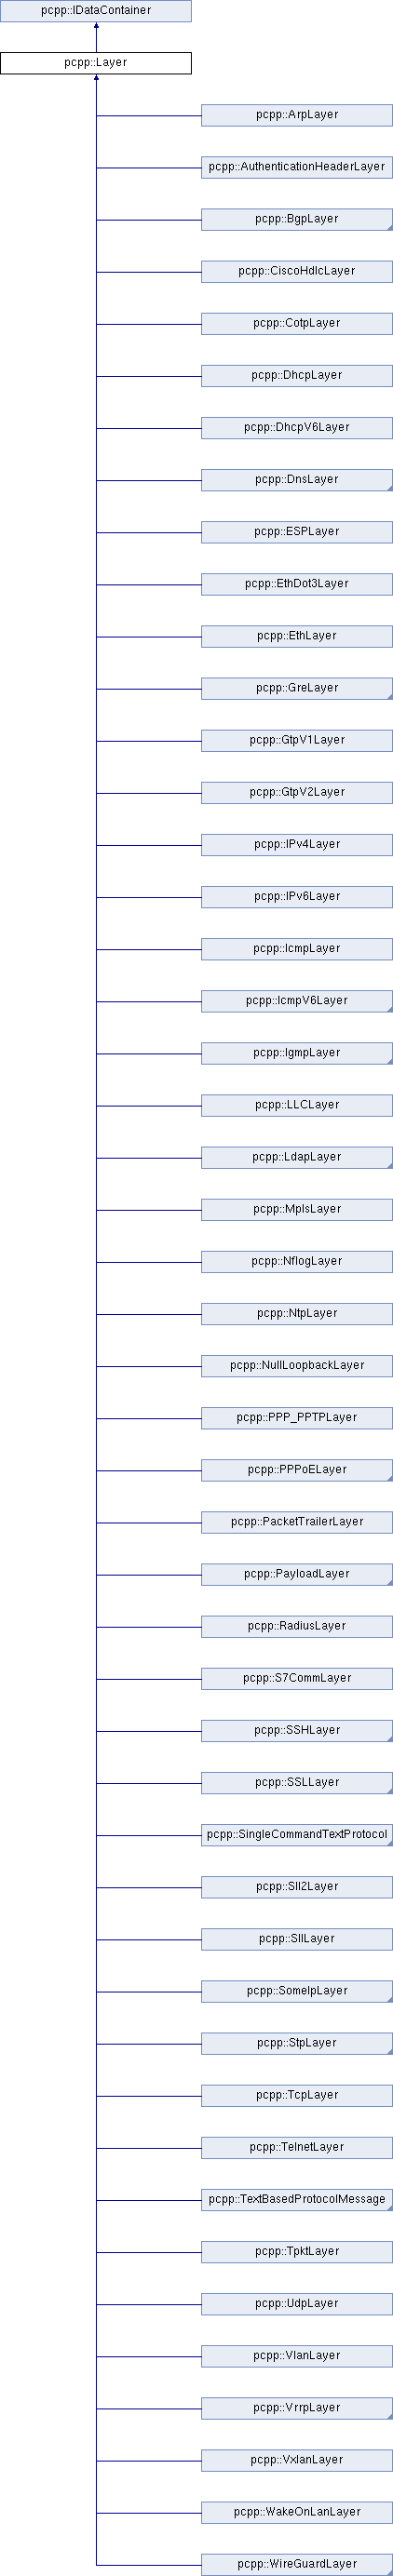 pcpp::IDataContainer
pcpp::Layer
pcpp::ArpLayer
pcpp::AuthenticationHeaderLayer
pcpp::BgpLayer
pcpp::CiscoHdlcLayer
pcpp::CotpLayer
pcpp::DhcpLayer
pcpp::DhcpV6Layer
pcpp::DnsLayer
pcpp::ESPLayer
pcpp::EthDot3Layer
pcpp::EthLayer
pcpp::GreLayer
pcpp::GtpV1Layer
pcpp::GtpV2Layer
pcpp::IPv4Layer
pcpp::IPv6Layer
pcpp::IcmpLayer
pcpp::IcmpV6Layer
pcpp::IgmpLayer
pcpp::LLCLayer
pcpp::LdapLayer
pcpp::MplsLayer
pcpp::NflogLayer
pcpp::NtpLayer
pcpp::NullLoopbackLayer
pcpp::PPP_PPTPLayer
pcpp::PPPoELayer
pcpp::PacketTrailerLayer
pcpp::PayloadLayer
pcpp::RadiusLayer
pcpp::S7CommLayer
pcpp::SSHLayer
pcpp::SSLLayer
pcpp::SingleCommandTextProtocol
pcpp::Sll2Layer
pcpp::SllLayer
pcpp::SomeIpLayer
pcpp::StpLayer
pcpp::TcpLayer
pcpp::TelnetLayer
pcpp::TextBasedProtocolMessage
pcpp::TpktLayer
pcpp::UdpLayer
pcpp::VlanLayer
pcpp::VrrpLayer
pcpp::VxlanLayer
pcpp::WakeOnLanLayer
pcpp::WireGuardLayer